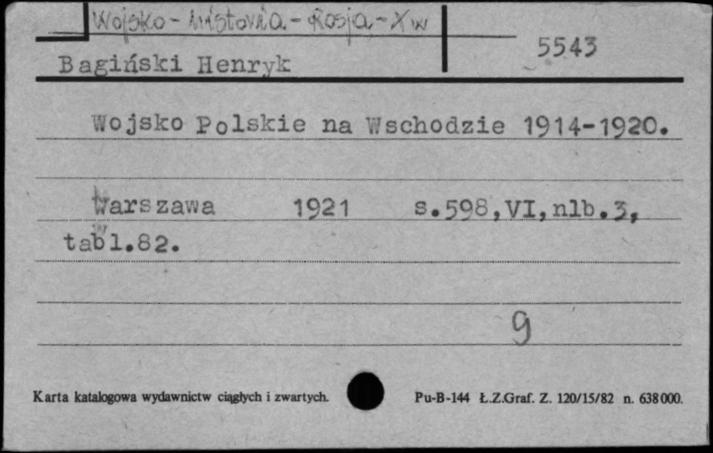 Wojsko - historia - Rosja - XX w
5543
Bagiński Henryk
Wojsko Polskie na Wschodzie 1914-1920.
Warszawa 1921 s.598,VI,nlb.3,
tabl.82.
9
Karta katalogowa wydawnictw ciągłych i zwartych. Pu-B-144 Ł.Z.Graf. Z. 120/15/82 n. 638000.